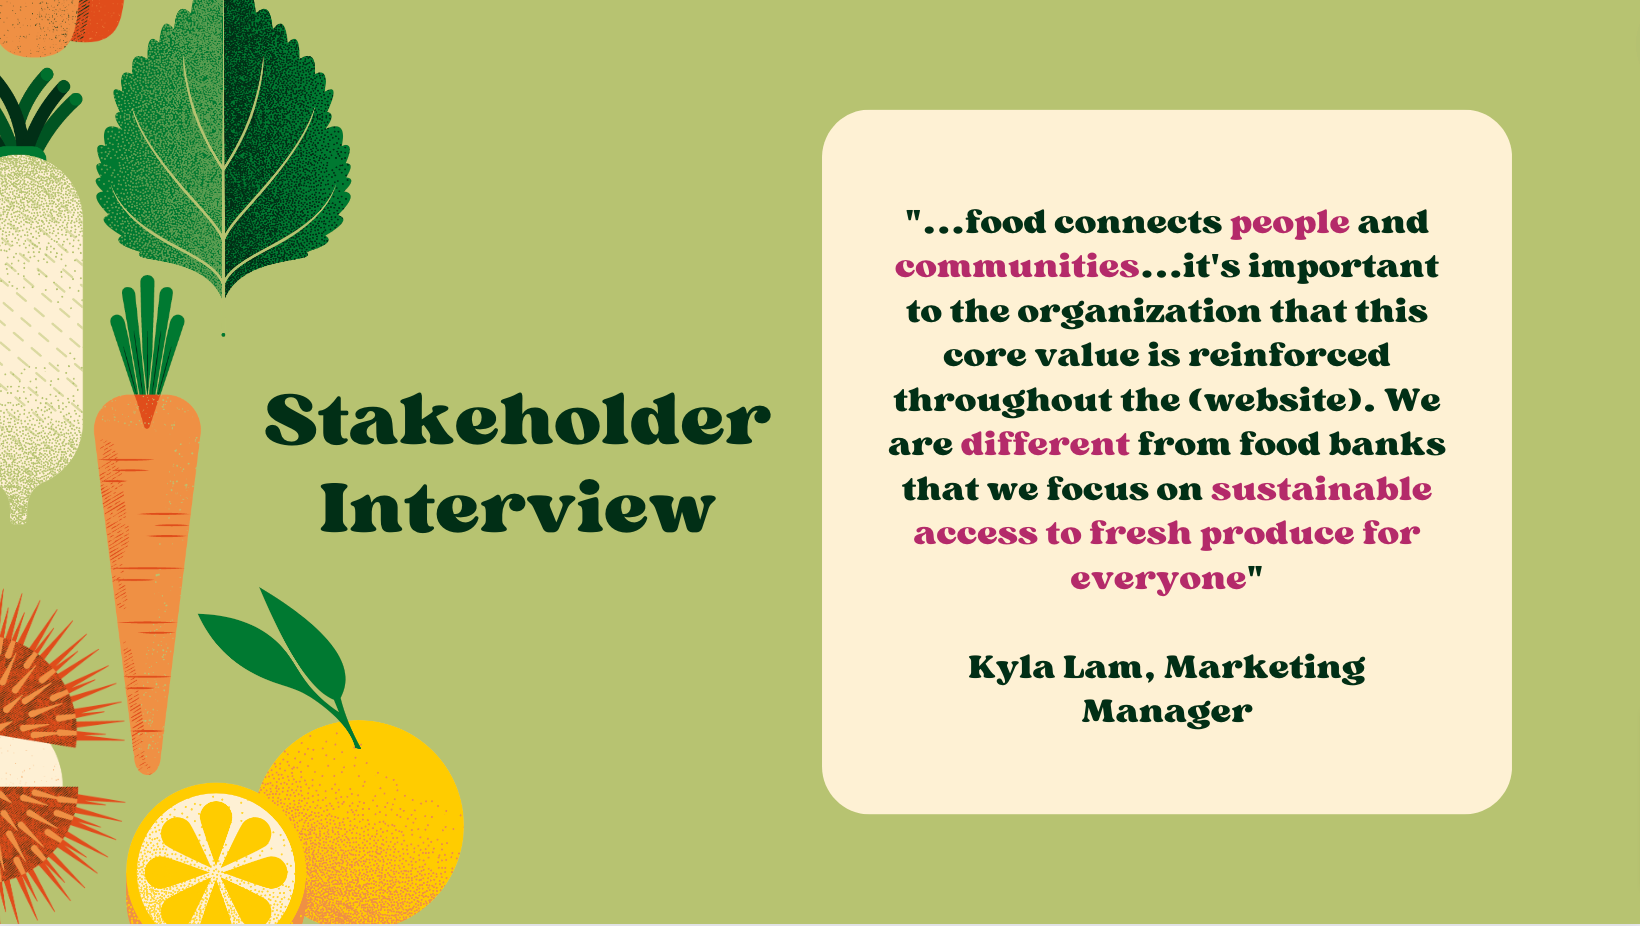 Stakeholder
Interview
"...food connects people and
communities...it's important
to the organization that this
core value is reinforced
throughout the (website). We
are different from food banks
that we focus on sustainable
access to fresh produce for
everyone"
Kyla Lam, Marketing
Manager